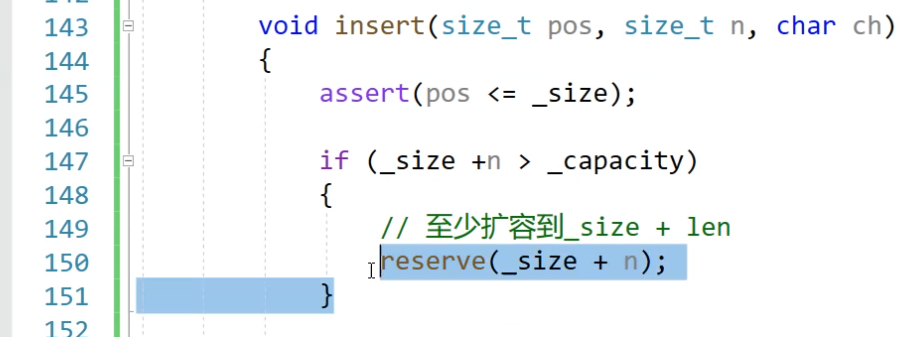 143 void insert(size_t pos, size_t n, char ch)
144 {
145 assert(pos <= _size);
146
147 if (_size +n > _capacity)
148 {
149 // 至少扩容到_size + len
150 reserve(_size + n);
151 }
152